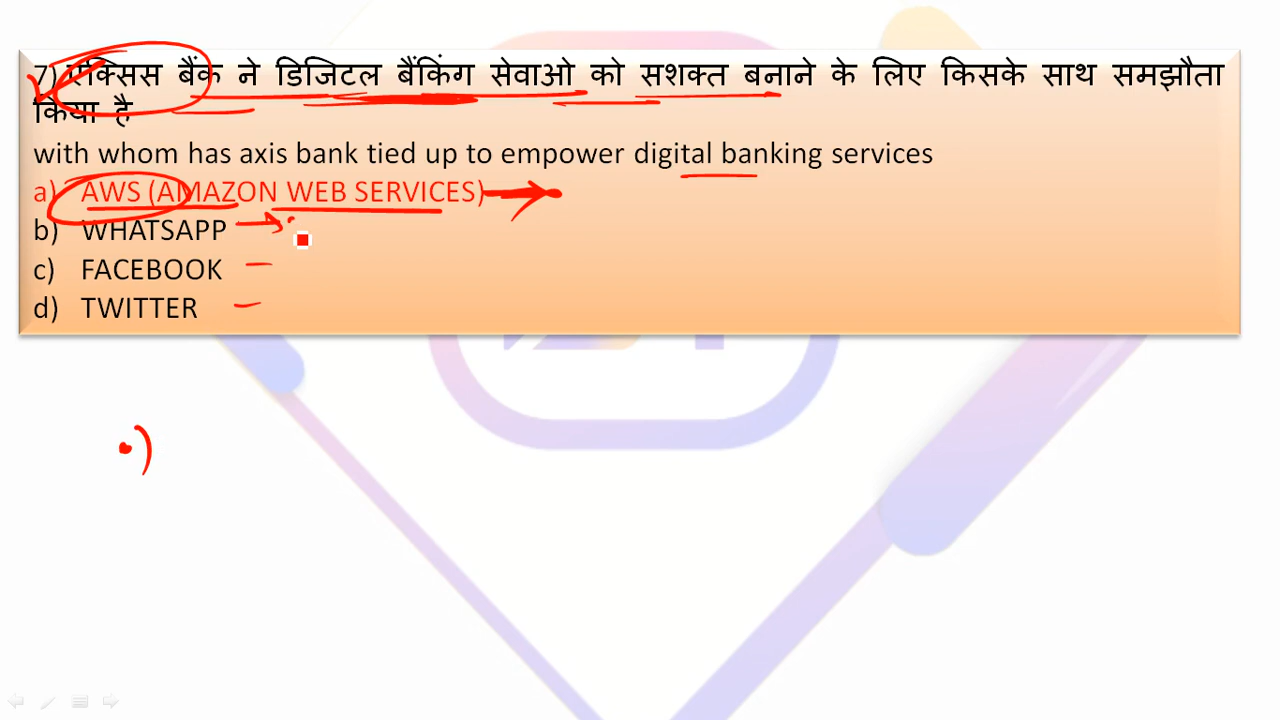 7) एक्सिस बैंक ने डिजिटल बैंकिंग सेवाओ को सशक्त बनाने के लिए किसके साथ समझौता
किया है
with whom has axis bank tied up to empower digital banking services
a) AWS (AMAZON WEB SERVICES)
b) WHATSAPP
c) FACEBOOK
d) TWITTER